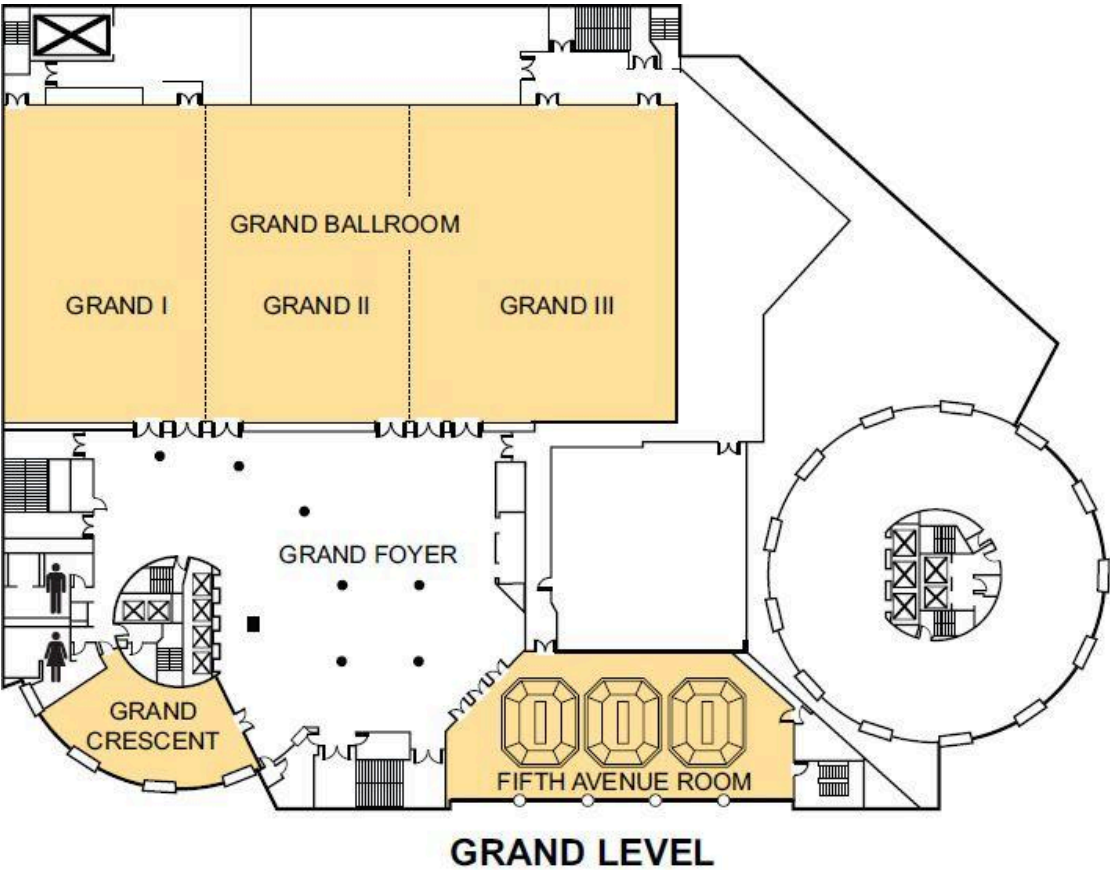 GRAND BALLROOM
GRAND I
GRAND II
GRAND III
GRAND FOYER
GRAND
CRESCENT
FIFTH AVENUE ROOM
GRAND LEVEL